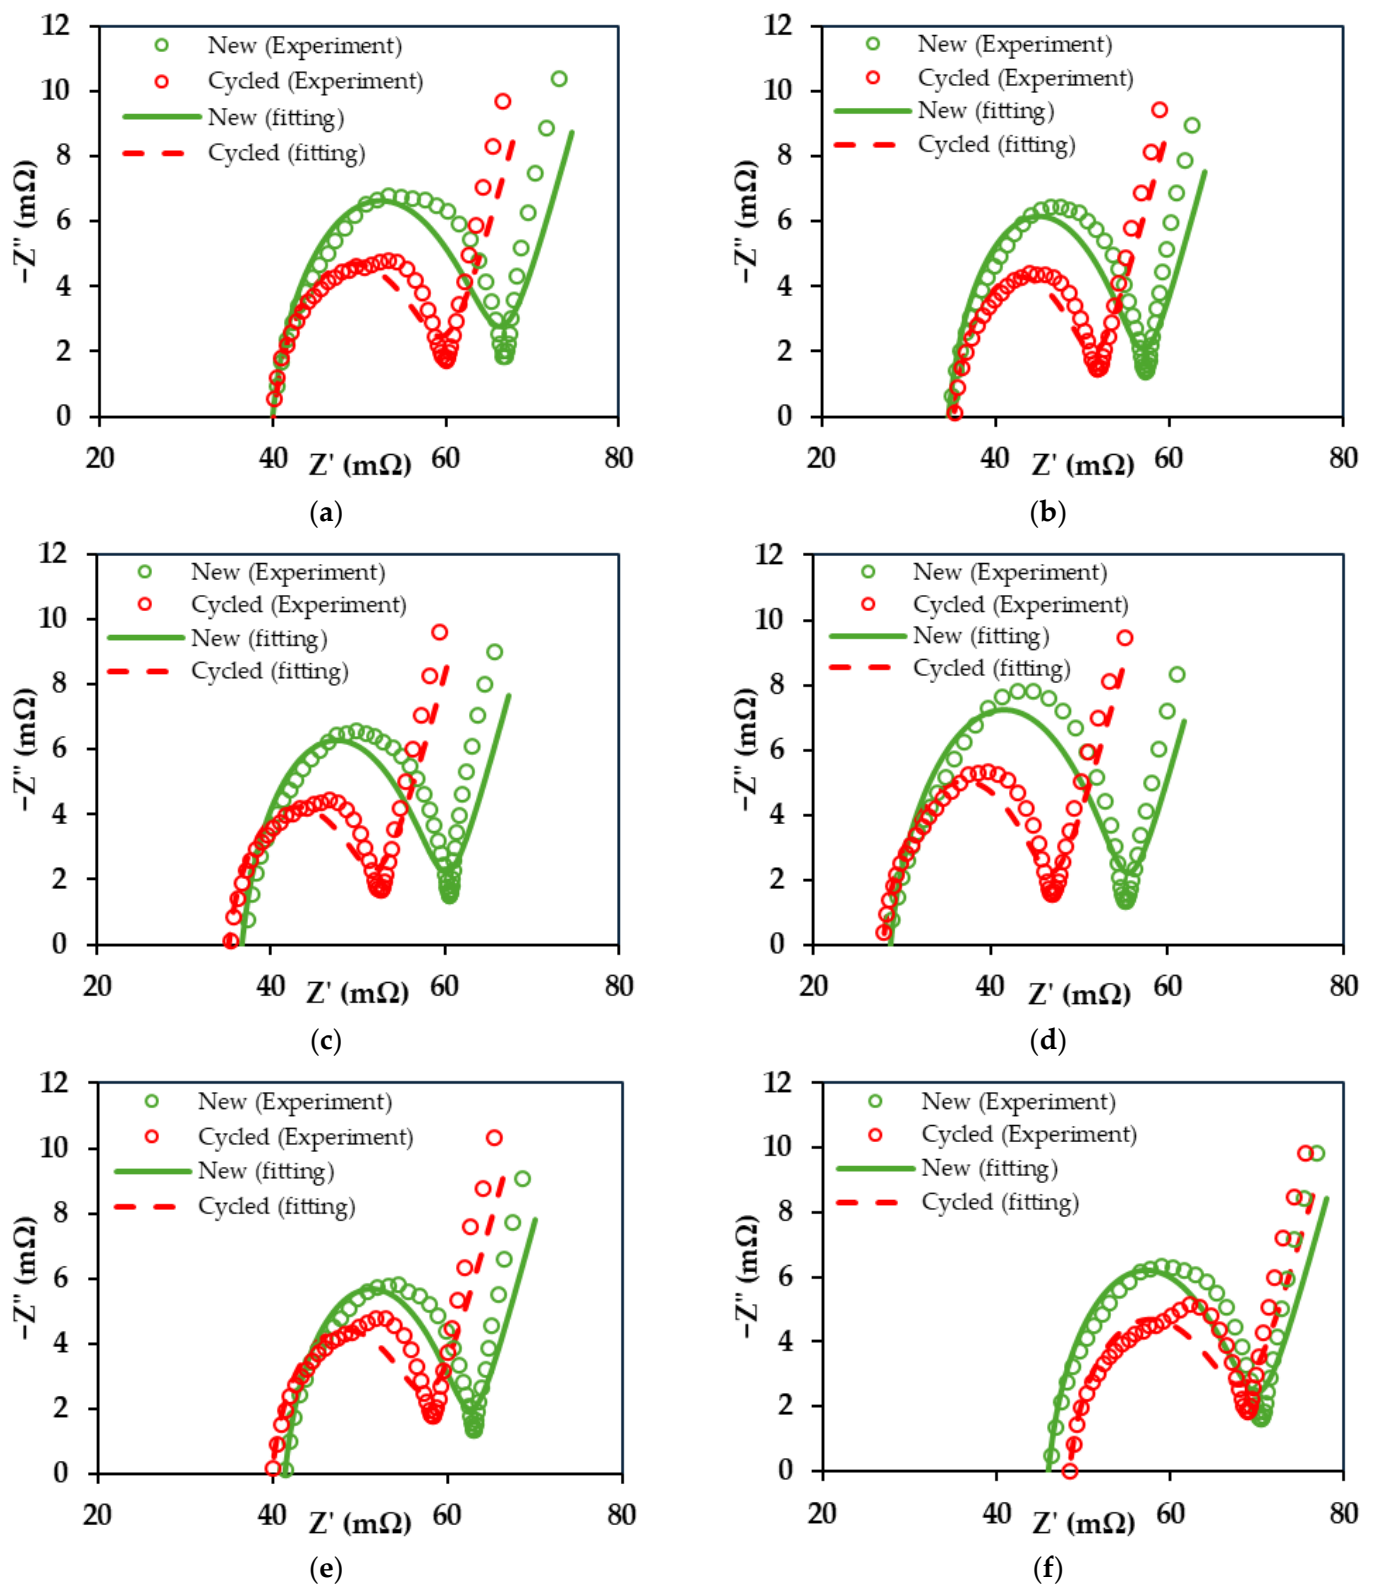 12
10
8
6
4
2
0
−Z" (mΩ)
New (Experiment)
Cycled (Experiment)
New (fitting)
Cycled (fitting)
20 40 60 80
Z' (mΩ)
(a)
12
10
8
6
4
2
0
−Z" (mΩ)
New (Experiment)
Cycled (Experiment)
New (fitting)
Cycled (fitting)
20 40 60 80
Z' (mΩ)
(b)
12
10
8
6
4
2
0
−Z" (mΩ)
New (Experiment)
Cycled (Experiment)
New (fitting)
Cycled (fitting)
20 40 60 80
Z' (mΩ)
(c)
12
10
8
6
4
2
0
−Z" (mΩ)
New (Experiment)
Cycled (Experiment)
New (fitting)
Cycled (fitting)
20 40 60 80
Z' (mΩ)
(d)
12
10
8
6
4
2
0
−Z" (mΩ)
New (Experiment)
Cycled (Experiment)
New (fitting)
Cycled (fitting)
20 40 60 80
Z' (mΩ)
(e)
12
10
8
6
4
2
0
−Z" (mΩ)
New (Experiment)
Cycled (Experiment)
New (fitting)
Cycled (fitting)
20 40 60 80
Z' (mΩ)
(f)